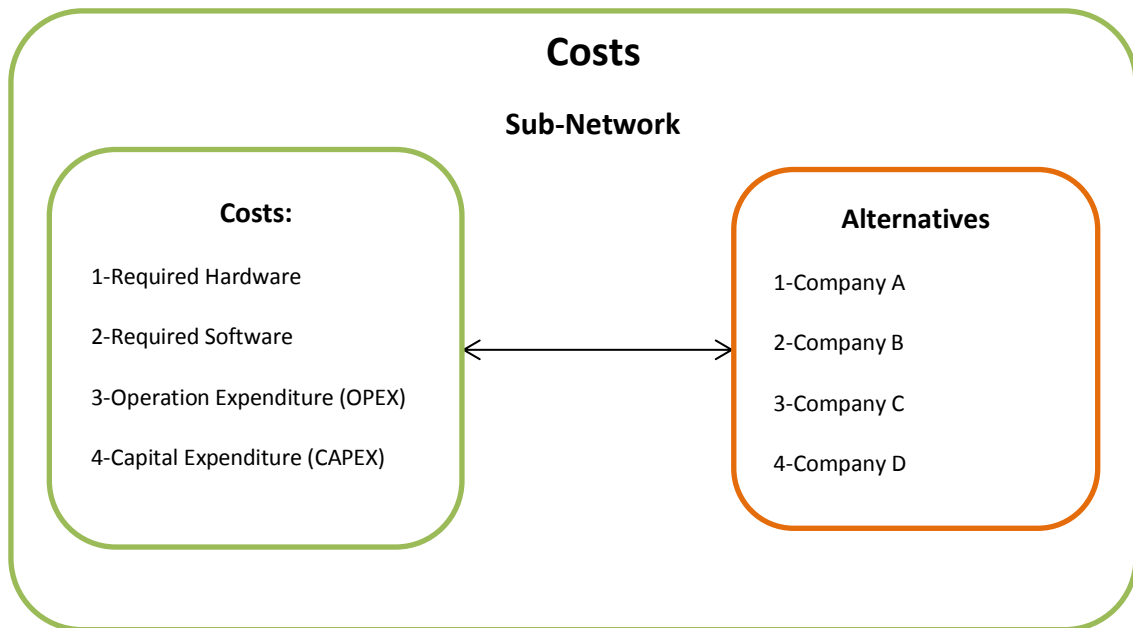 Costs
Sub-Network
Costs:
1-Required Hardware
2-Required Software
3-Operation Expenditure (OPEX)
4-Capital Expenditure (CAPEX)
Alternatives
1-Company A
2-Company B
3-Company C
4-Company D